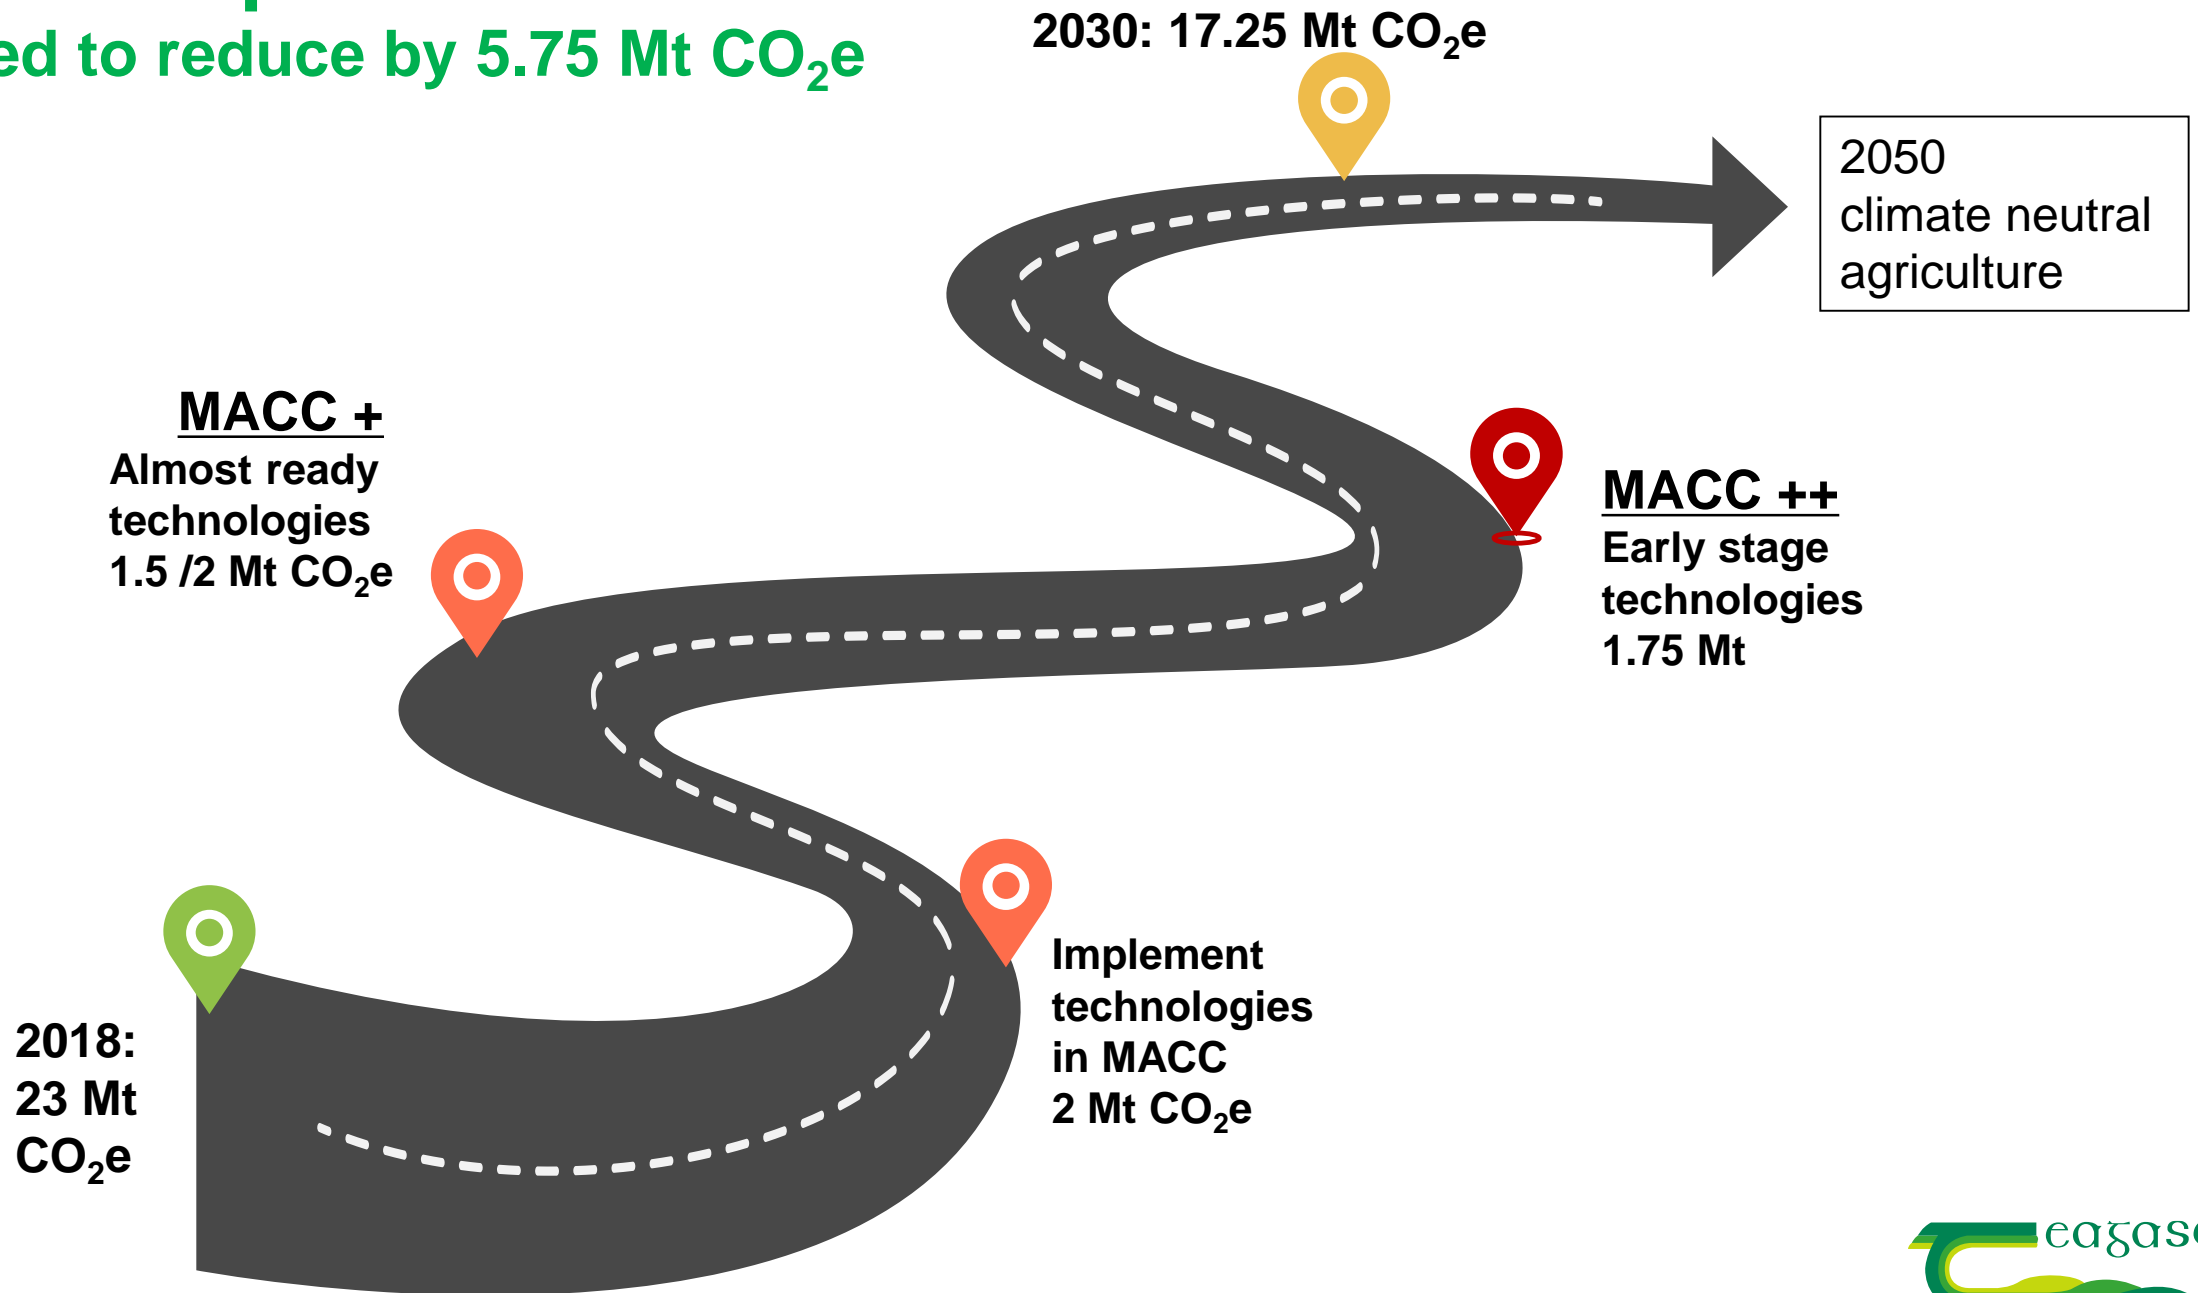 ed to reduce by 5.75 Mt CO₂e
2030: 17.25 Mt CO₂e
2050
climate neutral
agriculture
MACC +
Almost ready
technologies
1.5 /2 Mt CO₂e
MACC ++
Early stage
technologies
1.75 Mt
Implement
technologies
in MACC
2 Mt CO₂e
2018:
23 Mt
CO₂e
eagasc